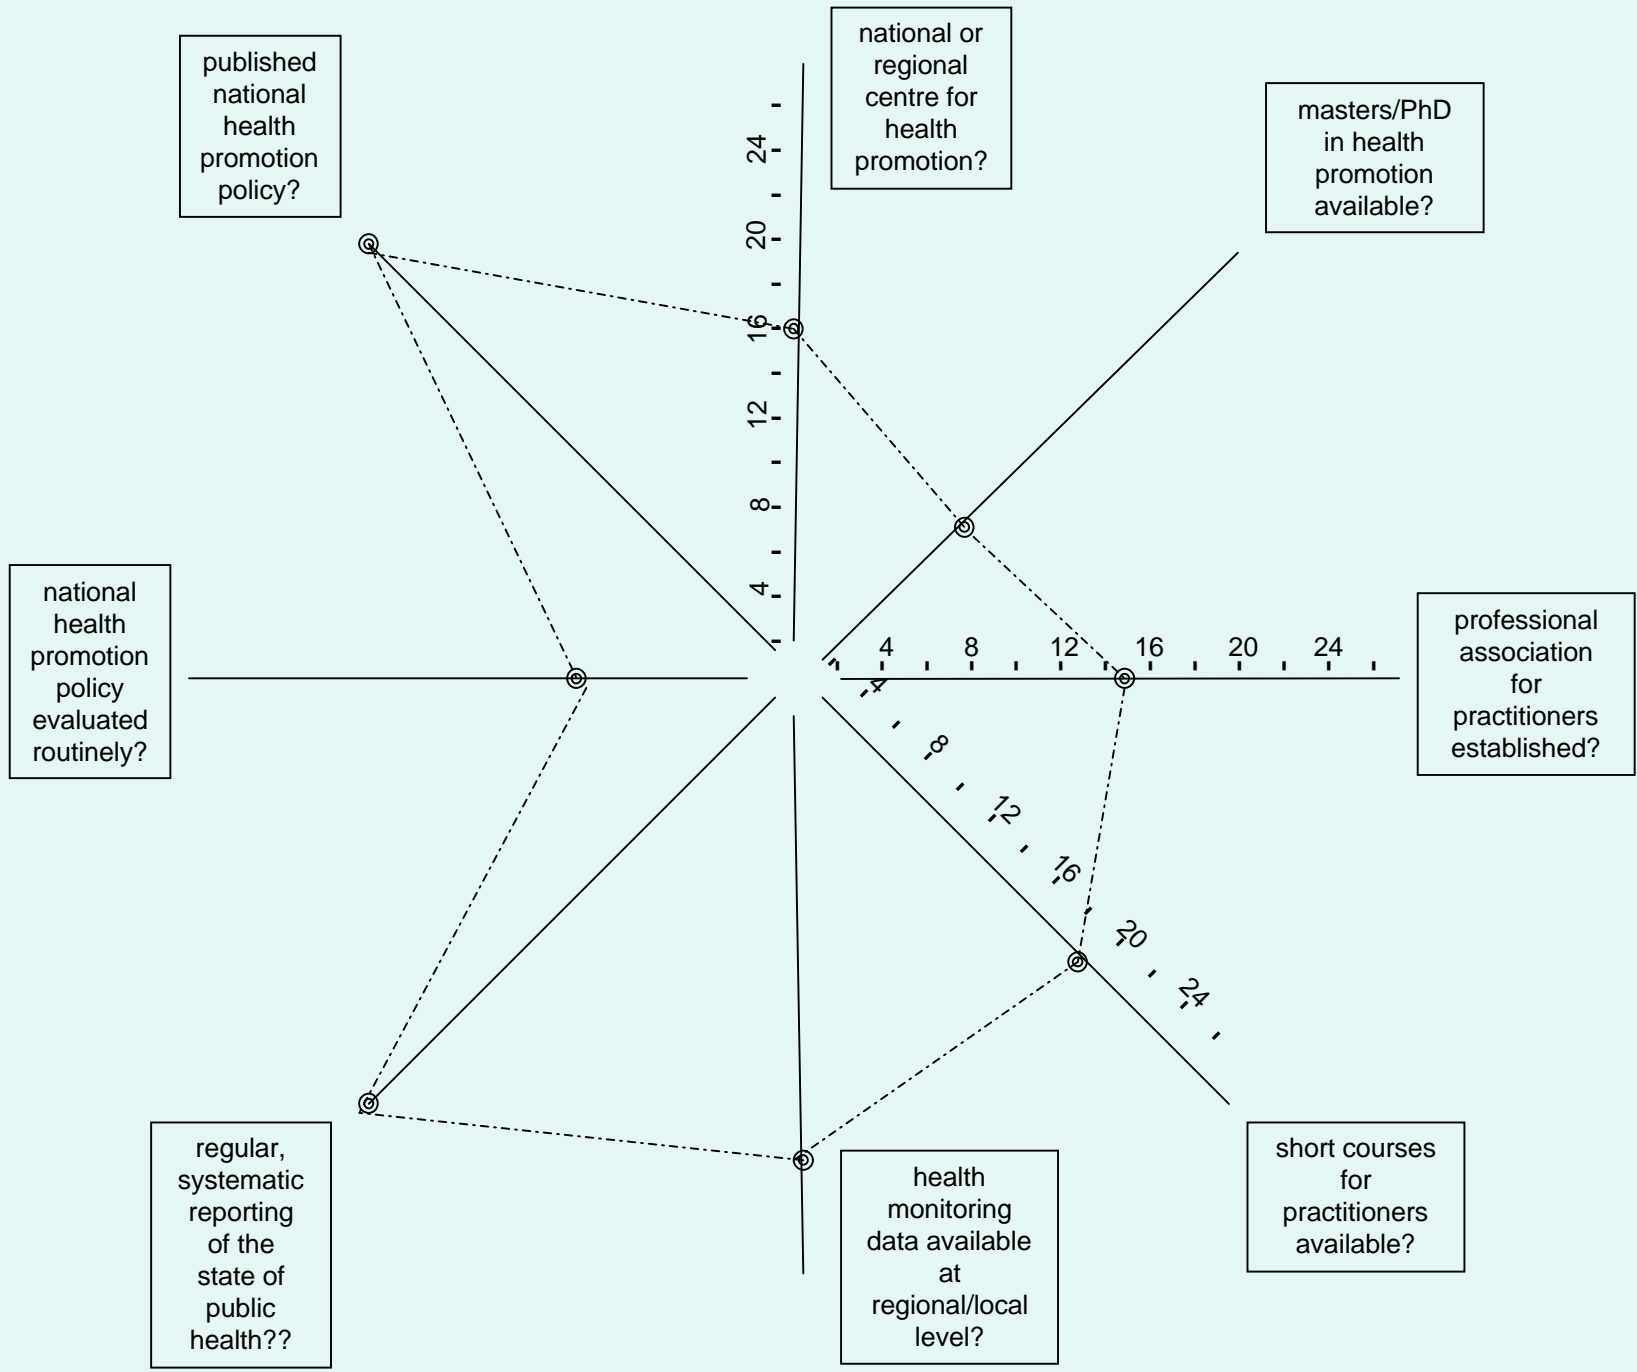 published
national
health
promotion
policy?
national or
regional
centre for
health
promotion?
masters/PhD
in health
promotion
available?
24
20
16
12
8
4
national
health
promotion
policy
evaluated
routinely?
4 8 12 16 20 24
professional
association
for
practitioners
established?
4
8
12
16
20
24
regular,
systematic
reporting
of the
state of
public
health??
health
monitoring
data available
at
regional/local
level?
short courses
for
practitioners
available?